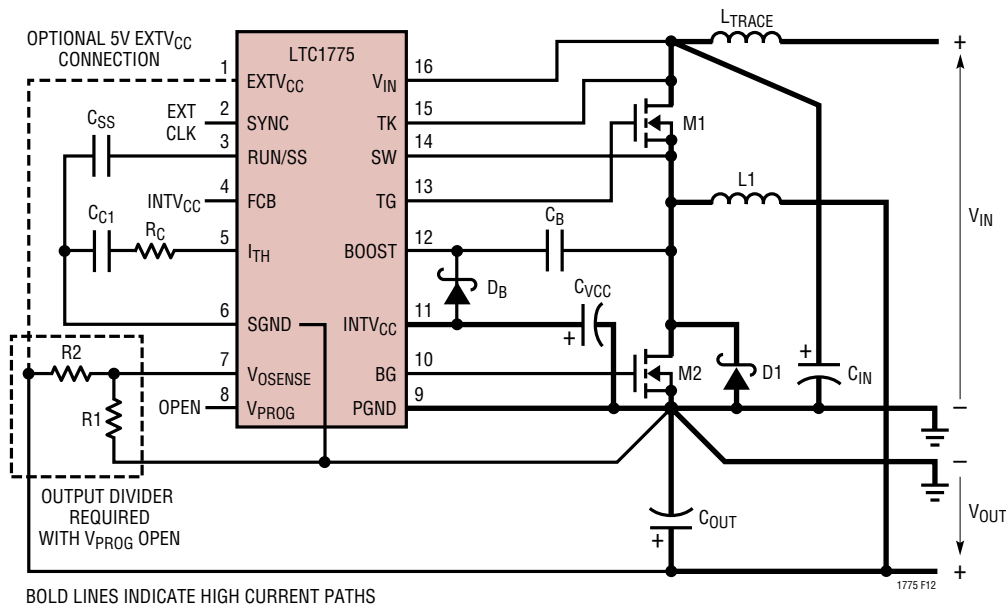 OPTIONAL 5V EXTVCC
CONNECTION
LTC1775
LTRACE
+
1
EXTVCC
16
VIN
2
SYNC
EXT
CLK
15
TK
M1
CSS
3
RUN/SS
14
SW
4
FCB
INTVCC
13
TG
L1
VIN
CC1
RC
5
ITH
12
BOOST
CB
DB
CVCC
6
SGND
11
INTVCC
+
+
R2
7
VOSENSE
10
BG
M2
D1
CIN
R1
OPEN
8
VPROG
9
PGND
–
–
OUTPUT DIVIDER
REQUIRED
WITH VPROG OPEN
COUT
+
VOUT
+
1775 F12
BOLD LINES INDICATE HIGH CURRENT PATHS